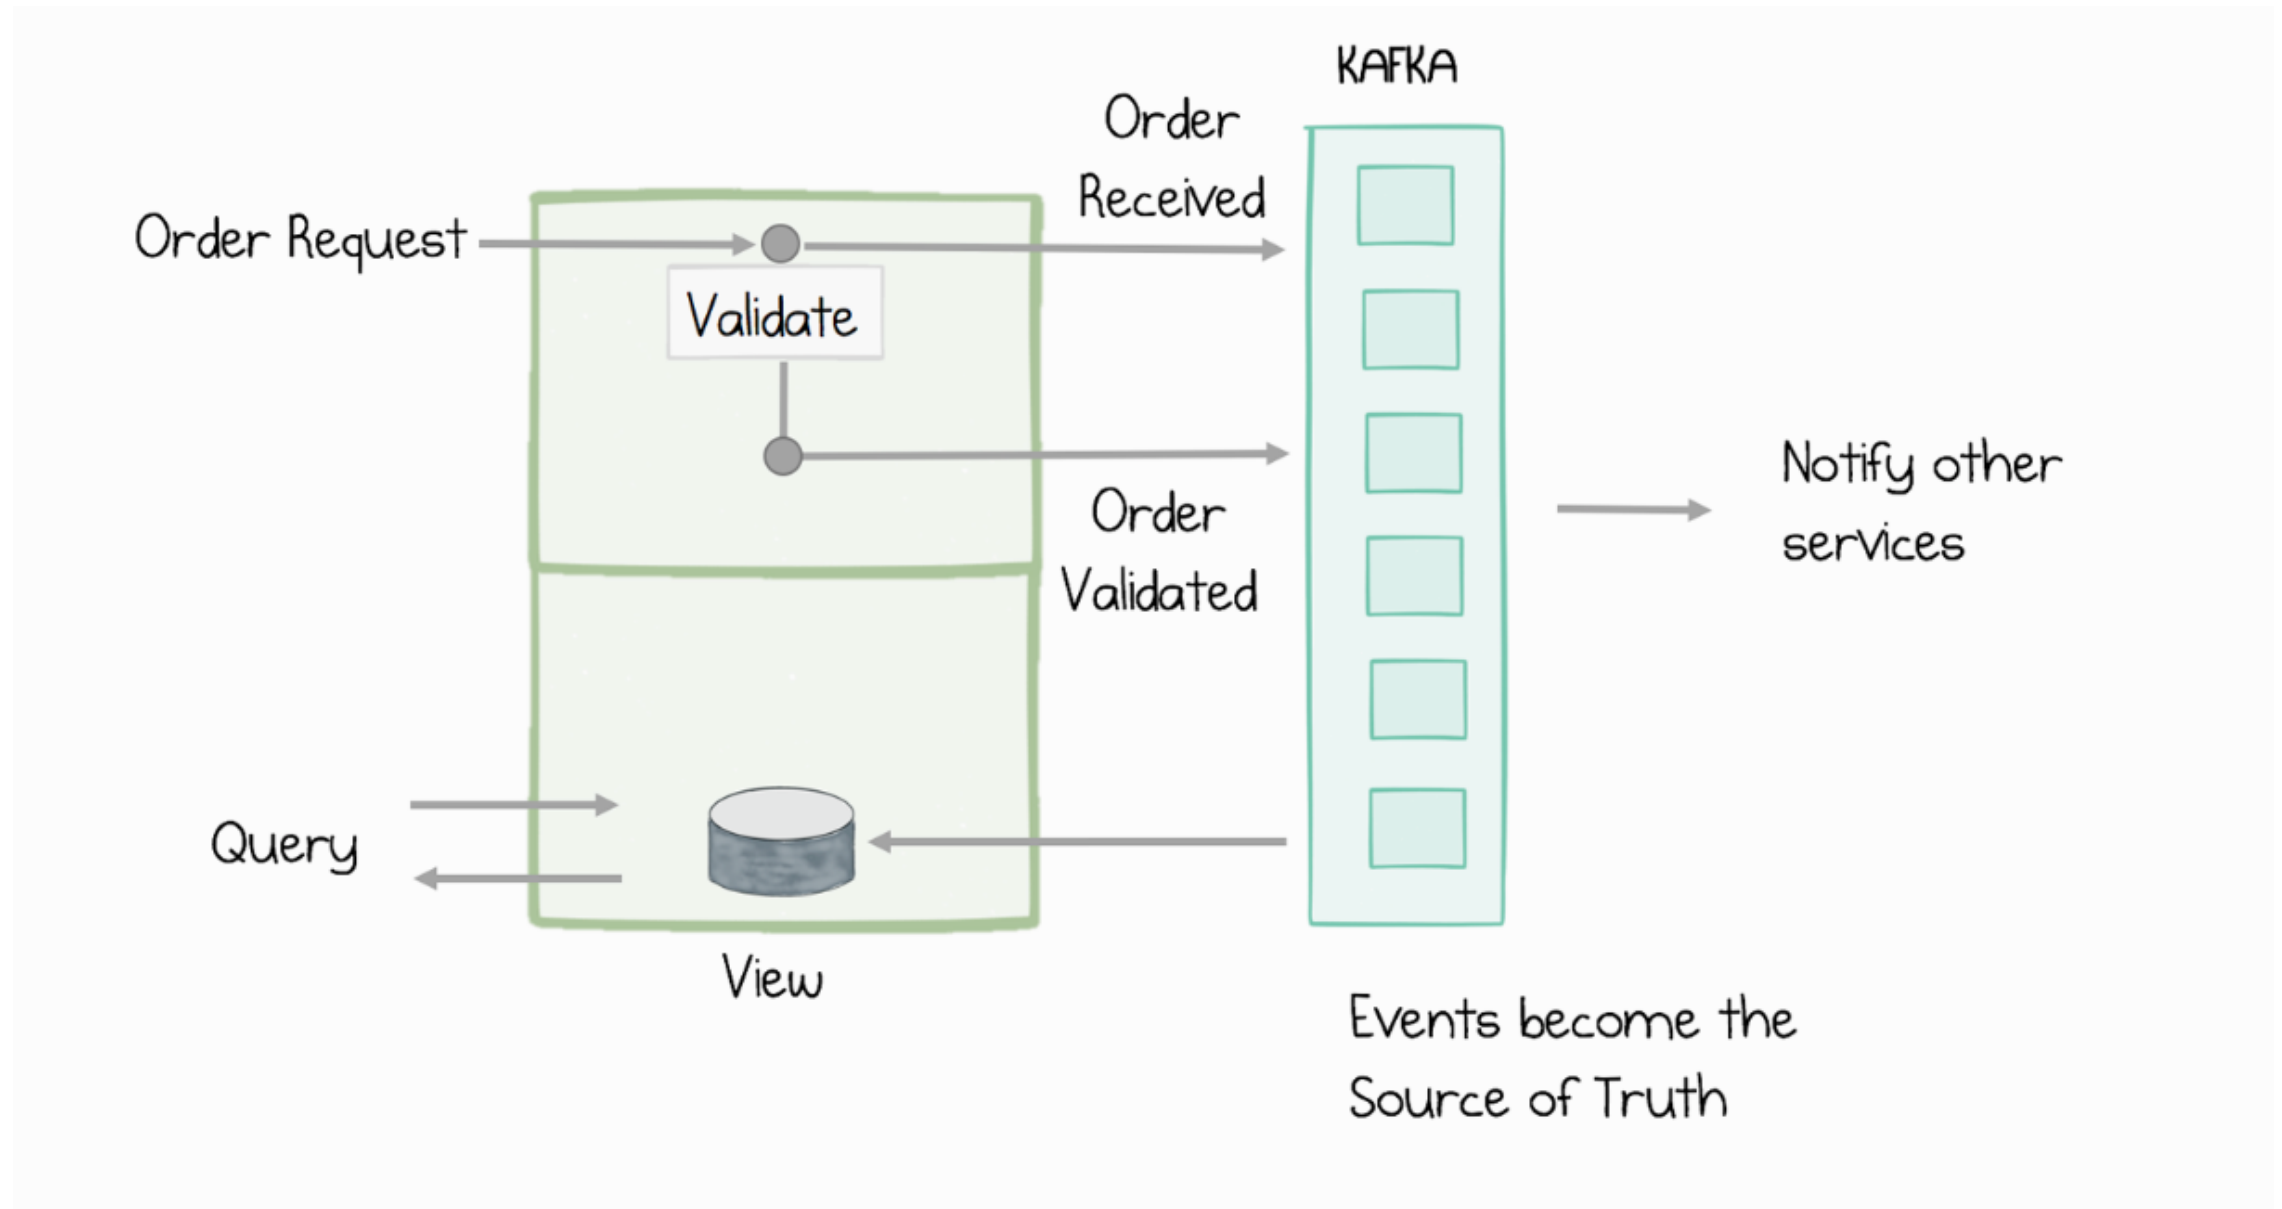 KAFKA
Order
Received
Order Request
Validate
Order
Validated
Notify other
services
Query
View
Events become the
Source of Truth